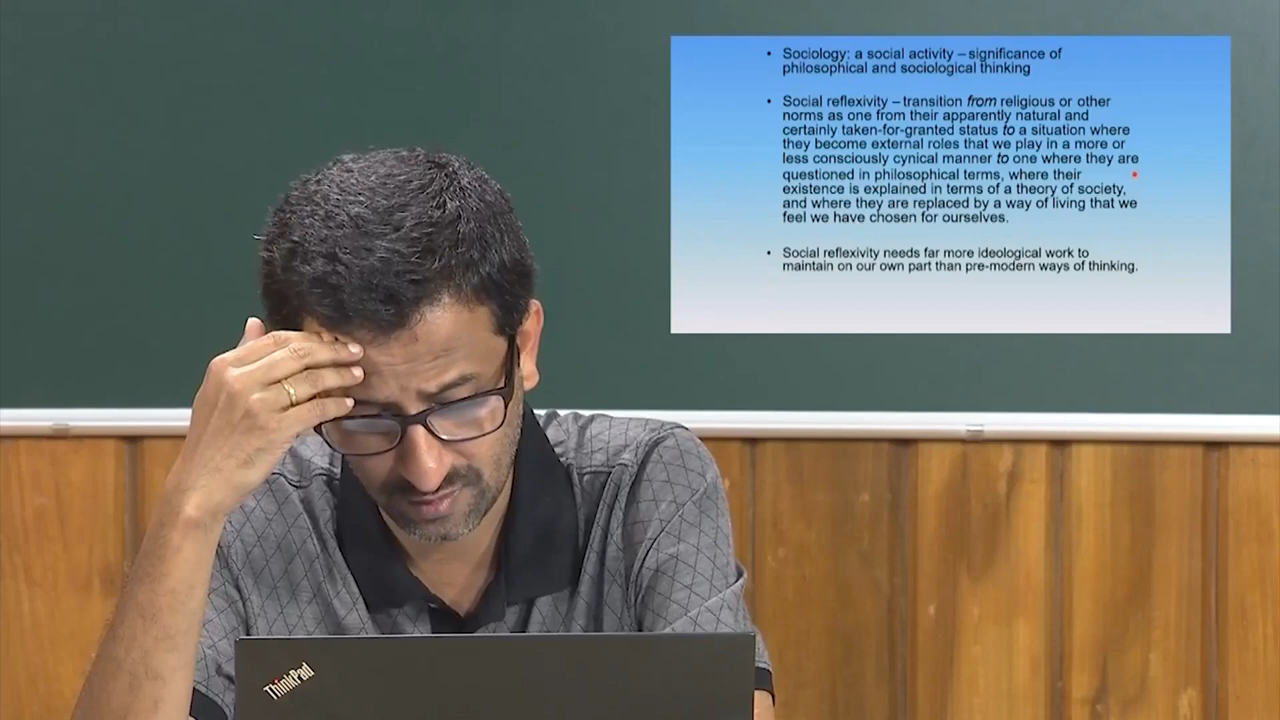 • Sociology: a social activity – significance of
philosophical and sociological thinking
• Social reflexivity – transition from religious or other
norms as one from their apparently natural and
certainly taken-for-granted status to a situation where
they become external roles that we play in a more or
less consciously cynical manner to one where they are
questioned in philosophical terms, where their
existence is explained in terms of a theory of society,
and where they are replaced by a way of living that we
feel we have chosen for ourselves.
• Social reflexivity needs far more ideological work to
maintain on our own part than pre-modern ways of thinking.
ThinkPad